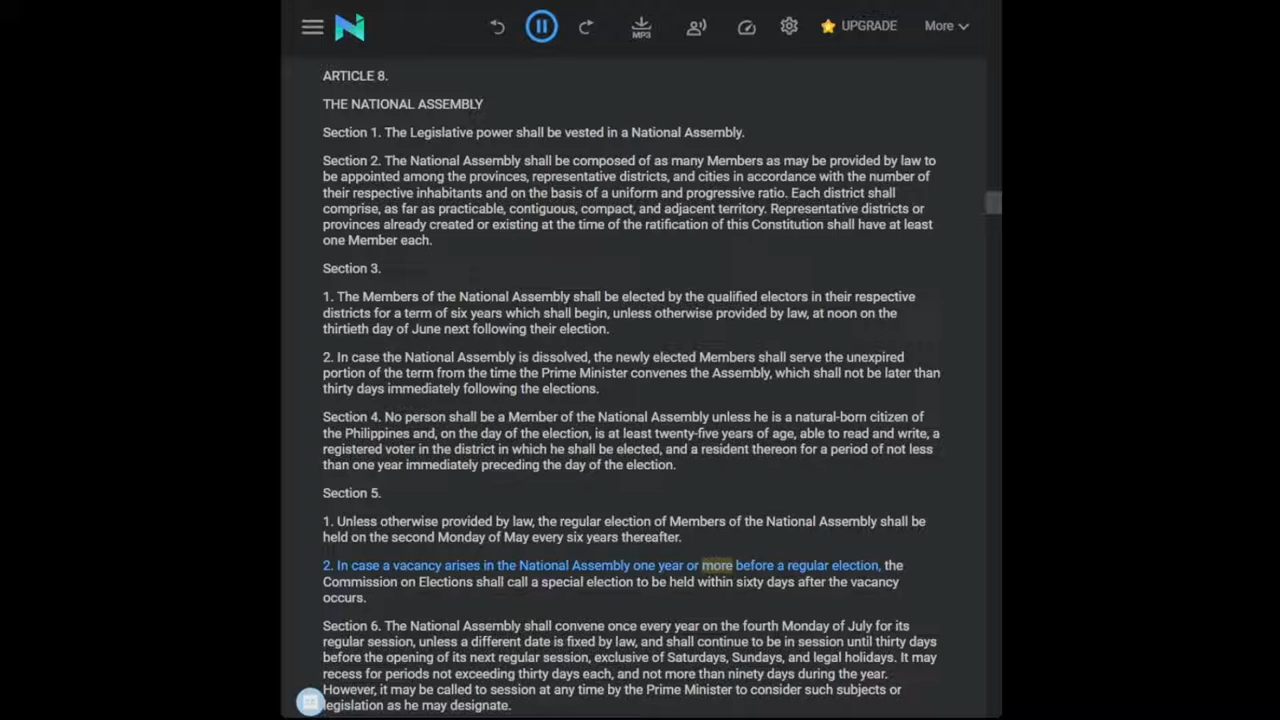 MP3
UPGRADE
More
ARTICLE 8.
THE NATIONAL ASSEMBLY
Section 1. The Legislative power shall be vested in a National Assembly.
Section 2. The National Assembly shall be composed of as many Members as may be provided by law to
be appointed among the provinces, representative districts, and cities in accordance with the number of
their respective inhabitants and on the basis of a uniform and progressive ratio. Each district shall
comprise, as far as practicable, contiguous, compact, and adjacent territory. Representative districts or
provinces already created or existing at the time of the ratification of this Constitution shall have at least
one Member each.
Section 3.
1. The Members of the National Assembly shall be elected by the qualified electors in their respective
districts for a term of six years which shall begin, unless otherwise provided by law, at noon on the
thirtieth day of June next following their election.
2. In case the National Assembly is dissolved, the newly elected Members shall serve the unexpired
portion of the term from the time the Prime Minister convenes the Assembly, which shall not be later than
thirty days immediately following the elections.
Section 4. No person shall be a Member of the National Assembly unless he is a natural-born citizen of
the Philippines and, on the day of the election, is at least twenty-five years of age, able to read and write, a
registered voter in the district in which he shall be elected, and a resident thereon for a period of not less
than one year immediately preceding the day of the election.
Section 5.
1. Unless otherwise provided by law, the regular election of Members of the National Assembly shall be
held on the second Monday of May every six years thereafter.
2. In case a vacancy arises in the National Assembly one year or more before a regular election, the
Commission on Elections shall call a special election to be held within sixty days after the vacancy
occurs.
Section 6. The National Assembly shall convene once every year on the fourth Monday of July for its
regular session, unless a different date is fixed by law, and shall continue to be in session until thirty days
before the opening of its next regular session, exclusive of Saturdays, Sundays, and legal holidays. It may
recess for periods not exceeding thirty days each, and not more than ninety days during the year.
However, it may be called to session at any time by the Prime Minister to consider such subjects or
legislation as he may designate.